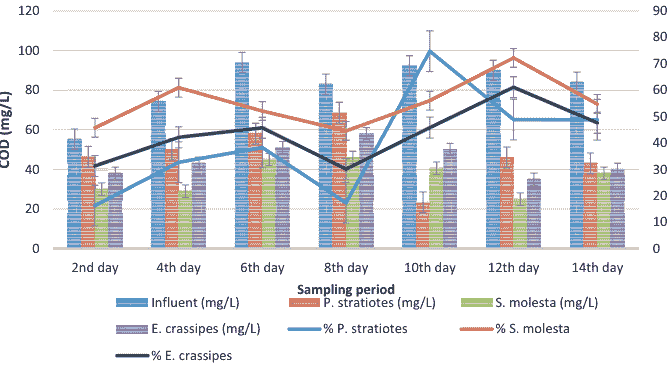 120
100
80
60
40
20
0
90
80
70
60
50
40
30
20
10
0
COD (mg/L)
2nd day 4th day 6th day 8th day 10th day 12th day 14th day
Sampling period
Influent (mg/L) P. stratiotes (mg/L) S. molesta (mg/L)
E. crassipes (mg/L) % P. stratiotes % S. molesta
% E. crassipes